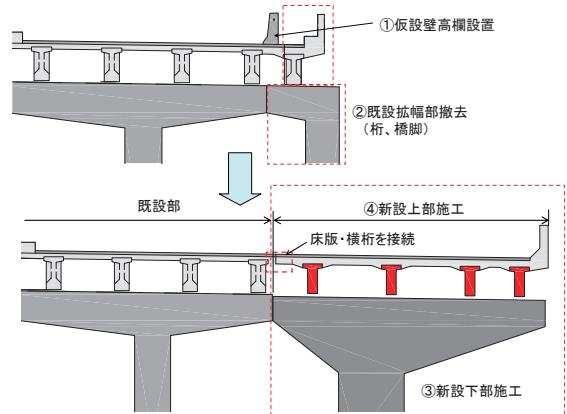 ①仮設壁高欄設置
②既設拡幅部撤去
(桁、橋脚)
既設部
④新設上部施工
床版・横桁を接続
③新設下部施工